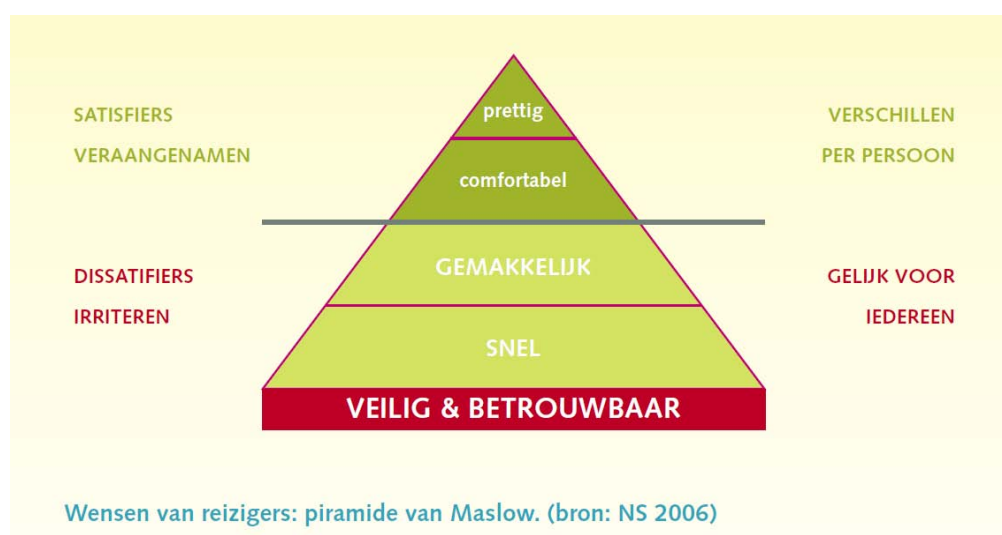 prettig
SATISFIERS
VERSCHILLEN
VERAANGENAMEN
PER PERSOON
comfortabel
GEMAKKELIJK
DISSATIFIERS
GELIJK VOOR
IRRITEREN
IEDEREEN
SNEL
VEILIG & BETROUWBAAR
Wensen van reizigers: piramide van Maslow. (bron: NS 2006)